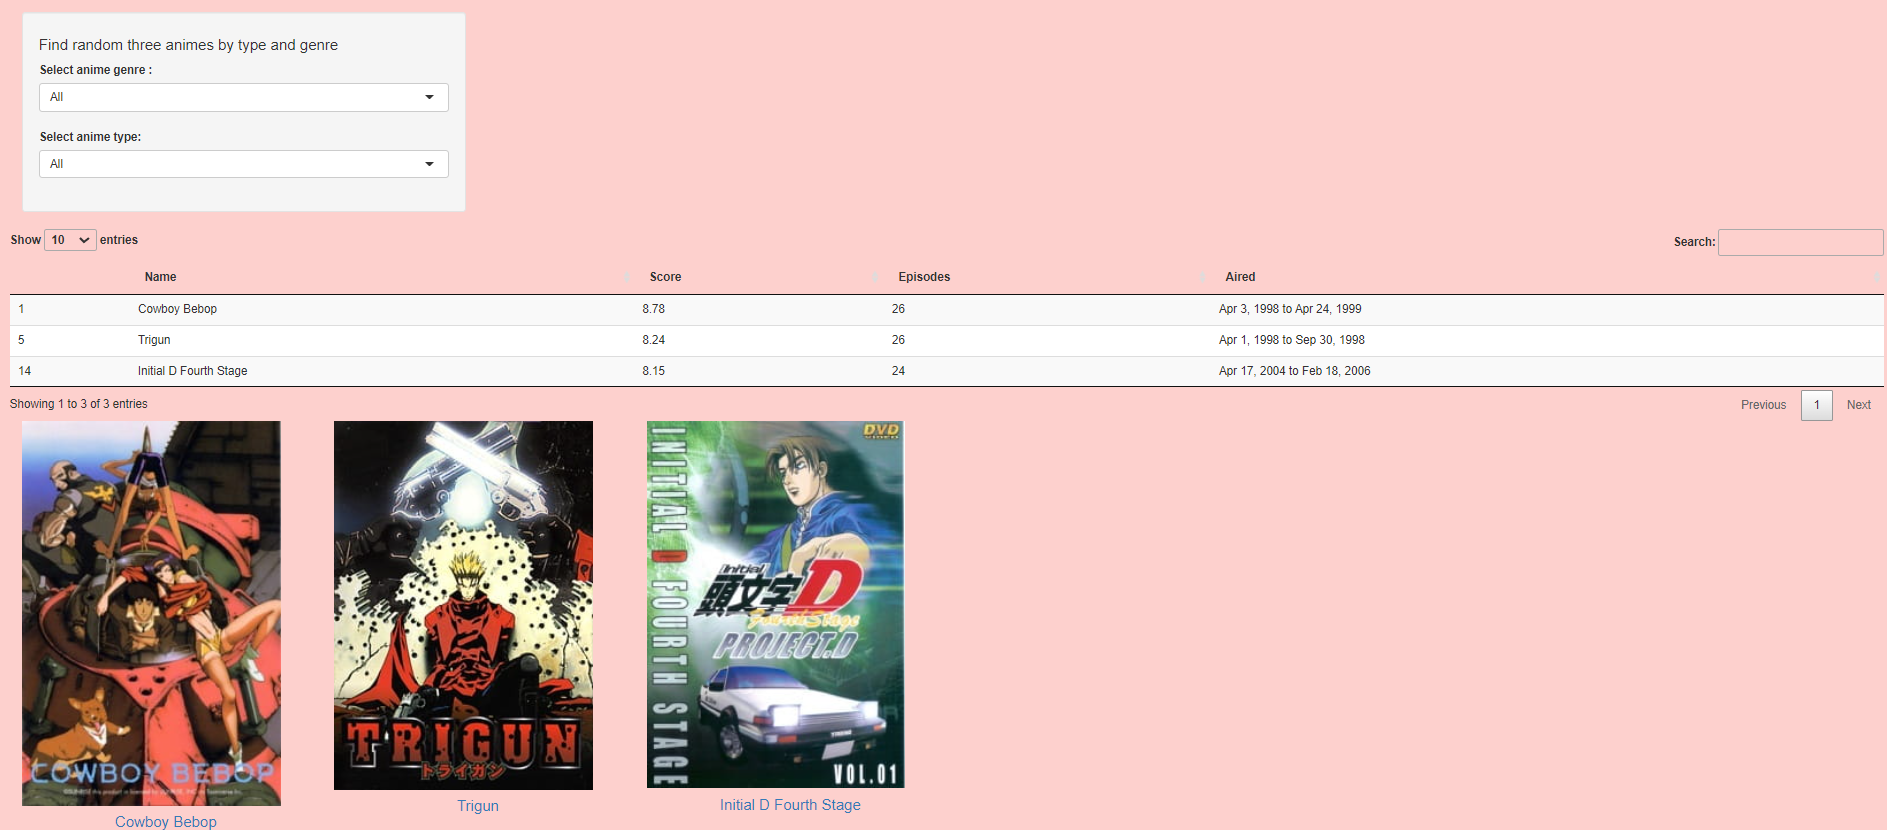 Find random three animes by type and genre
Select anime genre :
All
Select anime type:
All
Show 10 entries
Search:
Name Score Episodes Aired
1 Cowboy Bebop 8.78 26 Apr 3, 1998 to Apr 24, 1999
5 Trigun 8.24 26 Apr 1, 1998 to Sep 30, 1998
14 Initial D Fourth Stage 8.15 24 Apr 17, 2004 to Feb 18, 2006
Showing 1 to 3 of 3 entries
Previous 1 Next
COWBOY BEBOP
Cowboy Bebop
TRIGUN
トライガン
Trigun
DVD
VIDEO
INITIAL D FOURTH STAGE
Initial
頭文字D
Fourth Stage
PROJECT.D
VOL.01
Initial D Fourth Stage